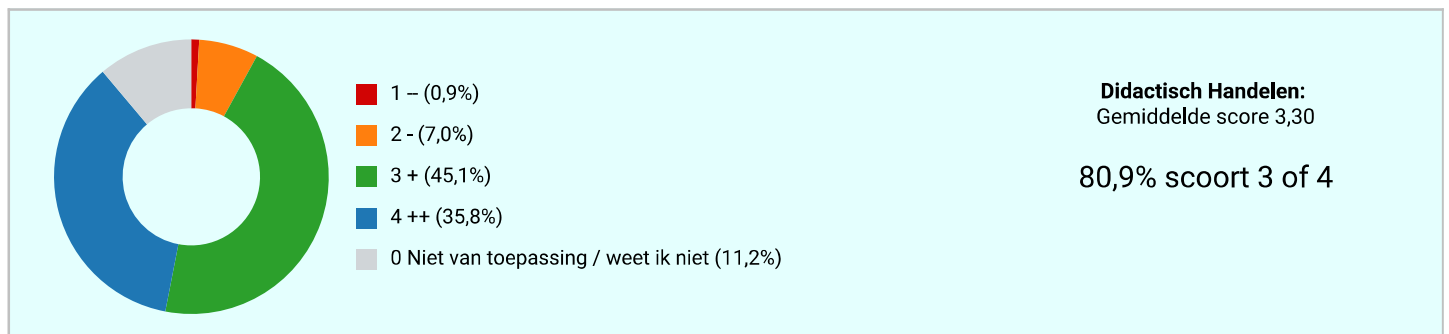 1 – (0,9%)
2 - (7,0%)
3 + (45,1%)
4 ++ (35,8%)
0 Niet van toepassing / weet ik niet (11,2%)
Didactisch Handelen:
Gemiddelde score 3,30
80,9% scoort 3 of 4